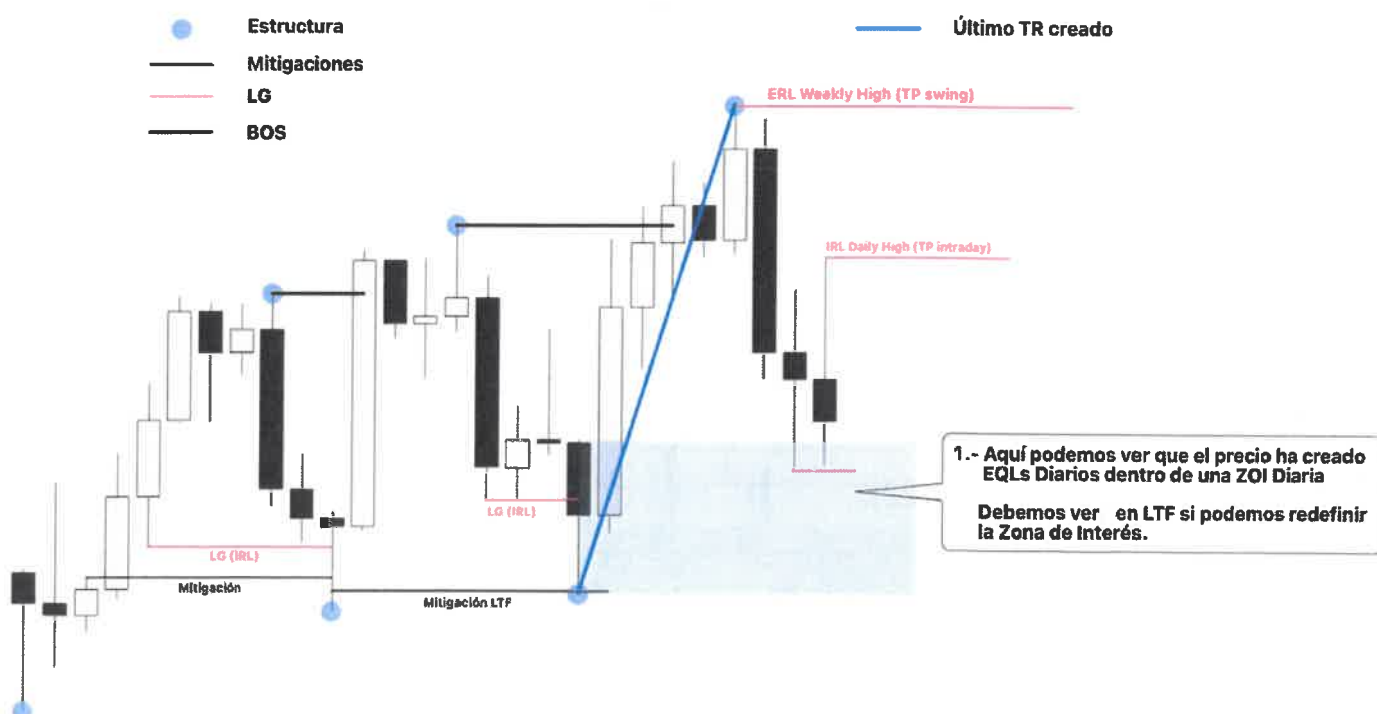 Estructura
Último TR creado
Mitigaciones
LG
BOS
ERL Weakly High (TP swing)
IRL Daily High (TP intraday)
1.- Aquí podemos ver que el precio ha creado
EQLs Diarios dentro de una ZOI Diaria
Debemos ver en LTF si podemos redefinir
la Zona de Interés.
LG (IRL)
LG (IRL)
Mitigación
Mitigación LTF